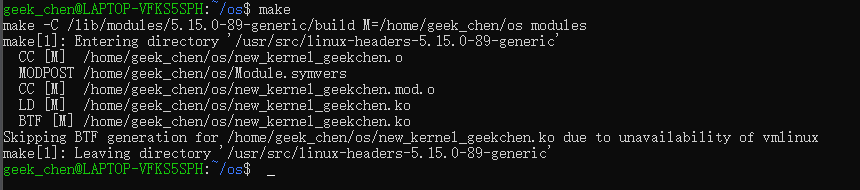 geek_chen@LAPTOP-VFKS5SPH:~/os$ make
make -C /lib/modules/5.15.0-89-generic/build M=/home/geek_chen/os modules
make[1]: Entering directory '/usr/src/linux-headers-5.15.0-89-generic'
  CC [M]  /home/geek_chen/os/new_kernel_geekchen.o
  MODPOST /home/geek_chen/os/Module.symvers
  CC [M]  /home/geek_chen/os/new_kernel_geekchen.mod.o
  LD [M]  /home/geek_chen/os/new_kernel_geekchen.ko
  BTF [M] /home/geek_chen/os/new_kernel_geekchen.ko
Skipping BTF generation for /home/geek_chen/os/new_kernel_geekchen.ko due to unavailability of vmlinux
make[1]: Leaving directory '/usr/src/linux-headers-5.15.0-89-generic'
geek_chen@LAPTOP-VFKS5SPH:~/os$ _